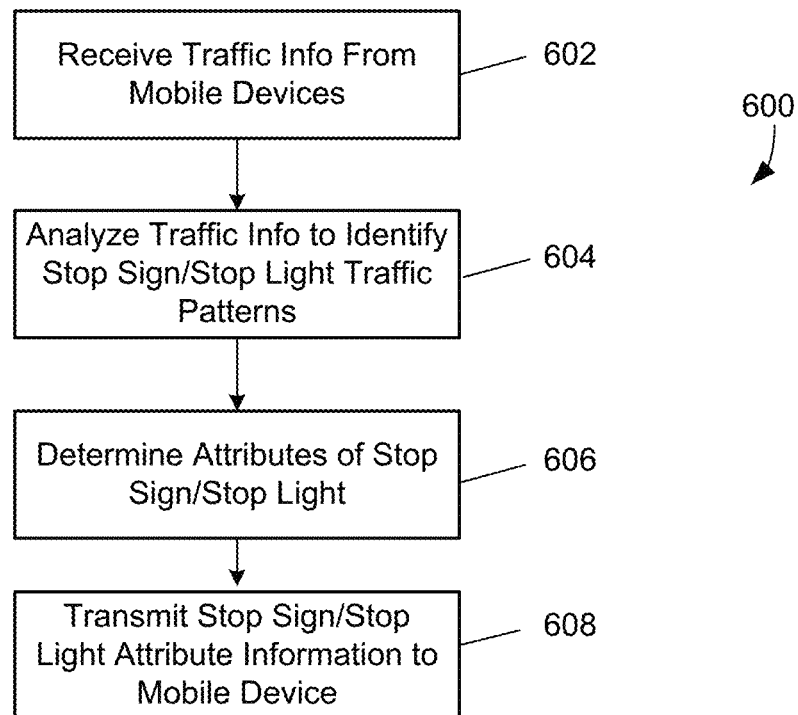 Receive Traffic Info From
Mobile Devices
602
600
Analyze Traffic Info to Identify
Stop Sign/Stop Light Traffic
Patterns
604
Determine Attributes of Stop
Sign/Stop Light
606
Transmit Stop Sign/Stop
Light Attribute Information to
Mobile Device
608